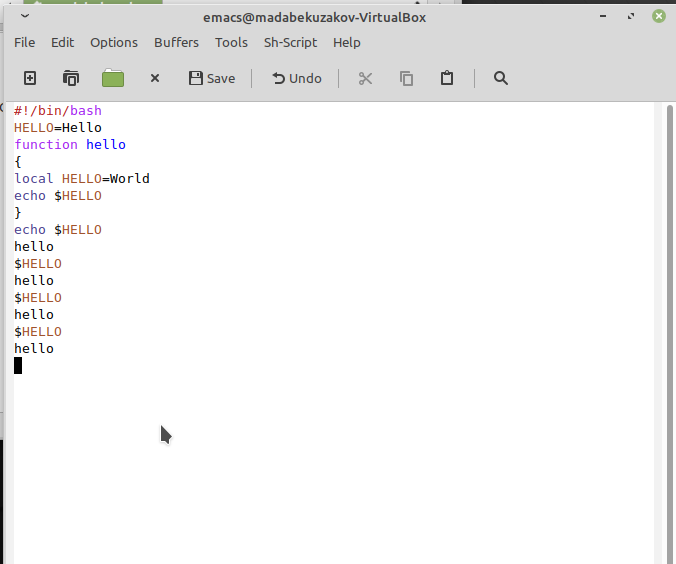 emacs@madabekuzakov-VirtualBox
File Edit Options Buffers Tools Sh-Script Help
Save Undo
#!/bin/bash
HELLO=Hello
function hello
{
local HELLO=World
echo $HELLO
}
echo $HELLO
hello
$HELLO
hello
$HELLO
hello
$HELLO
hello